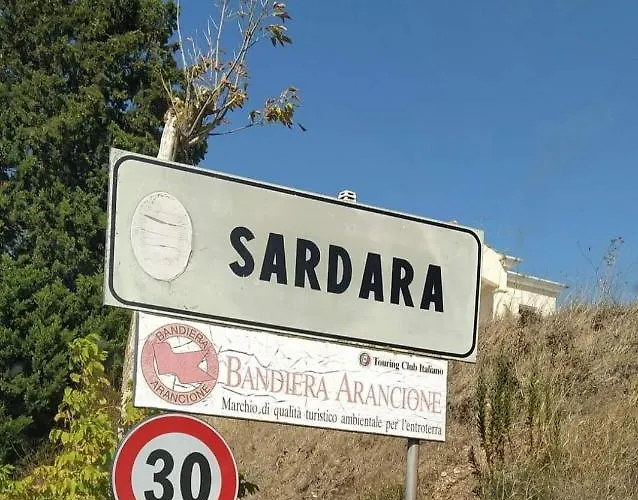 SARDARA
BANDIERA
ARANCIONE
Touring Club Italiano
BANDIERA ARANCIONE
Marchio di qualità turistico ambientale per l'entroterra
30